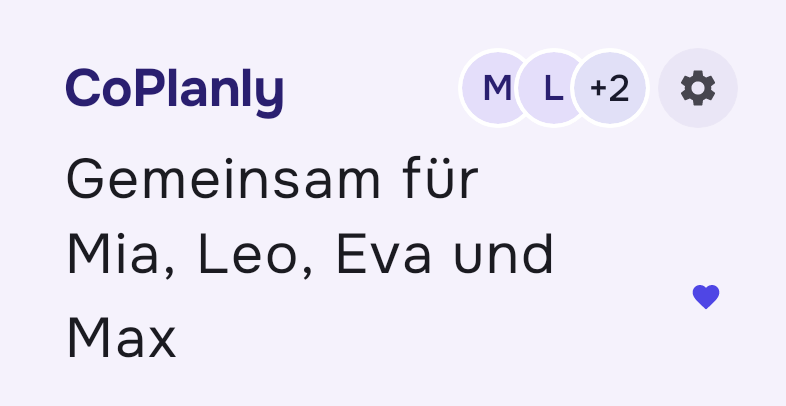 CoPlanly
M L +2
Gemeinsam für
Mia, Leo, Eva und
Max